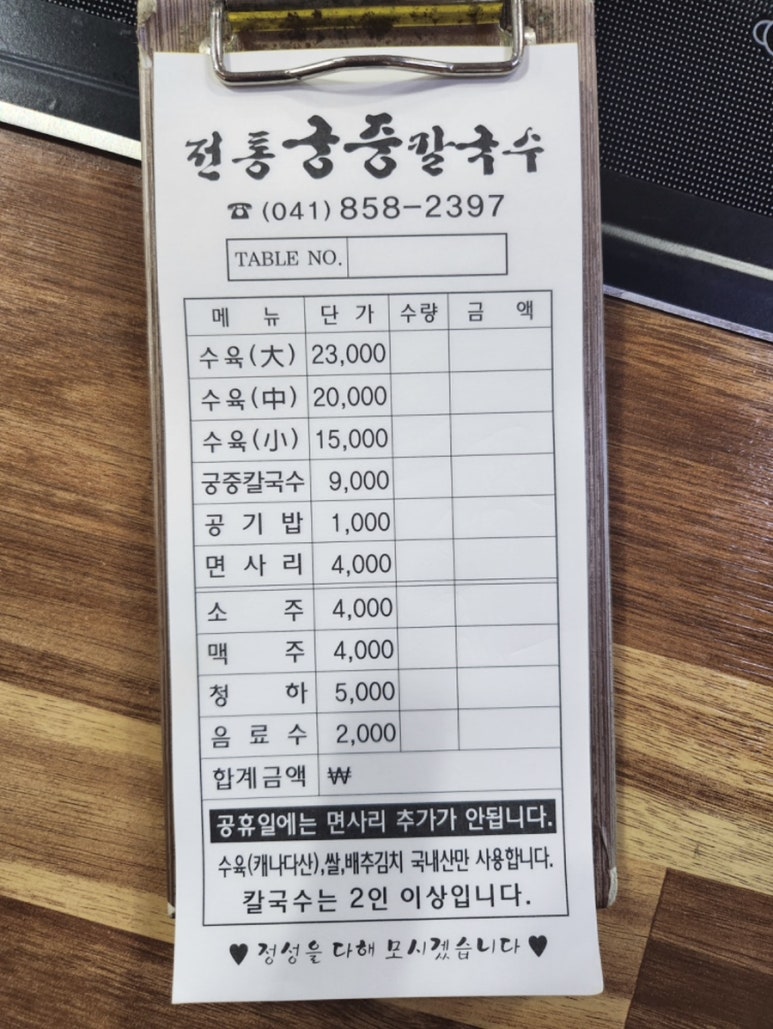 전통 궁중칼국수
☎ (041) 858-2397
TABLE NO.
메 뉴 단 가 수량 금 액
수육(大) 23,000
수육(中) 20,000
수육(小) 15,000
궁중칼국수 9,000
공 기 밥 1,000
면 사 리 4,000
소 주 4,000
맥 주 4,000
청 하 5,000
음 료 수 2,000
합계금액 ₩
공휴일에는 면사리 추가가 안됩니다.
수육(캐나다산),쌀,배추김치 국내산만 사용합니다.
칼국수는 2인 이상입니다.
♥ 정성을 다해 모시겠습니다 ♥